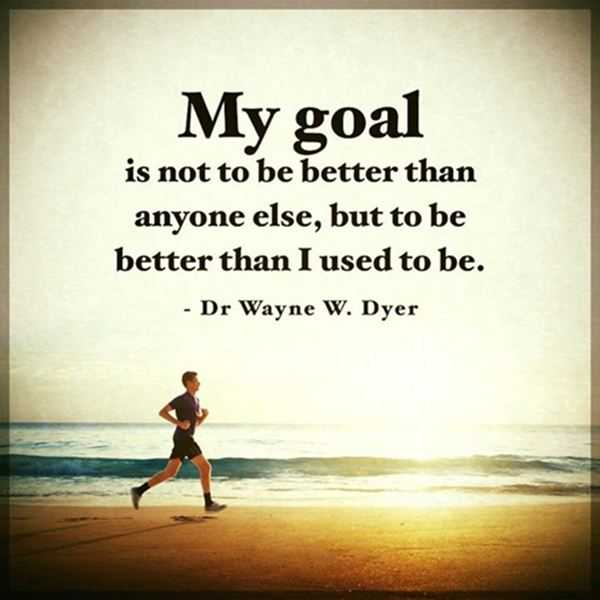 My goal
is not to be better than
anyone else, but to be
better than I used to be.
- Dr Wayne W. Dyer